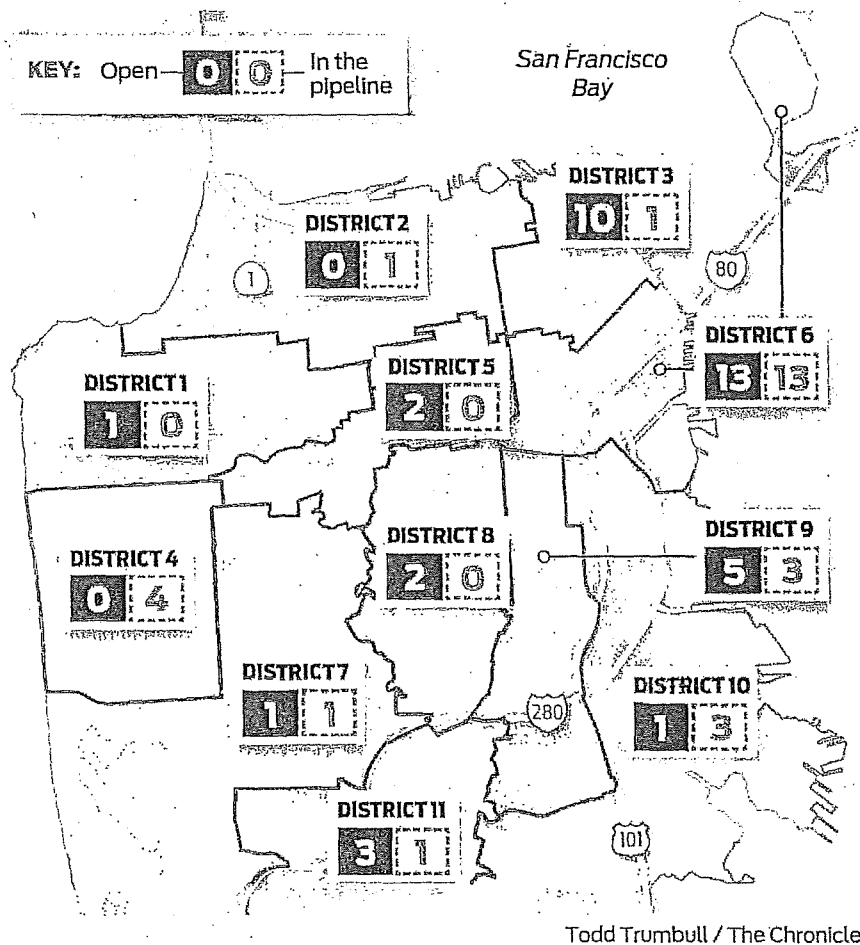 KEY: Open 0 0 In the
pipeline
San Francisco
Bay
DISTRICT 3
10 1
DISTRICT 2
0 1
1
80
DISTRICT 6
13 13
DISTRICT 5
2 0
DISTRICT 1
1 0
DISTRICT 9
5 3
DISTRICT 8
2 0
DISTRICT 4
0 4
DISTRICT 7
1 1
DISTRICT 10
1 3
280
DISTRICT 11
3 1
101
Todd Trumbull / The Chronicle